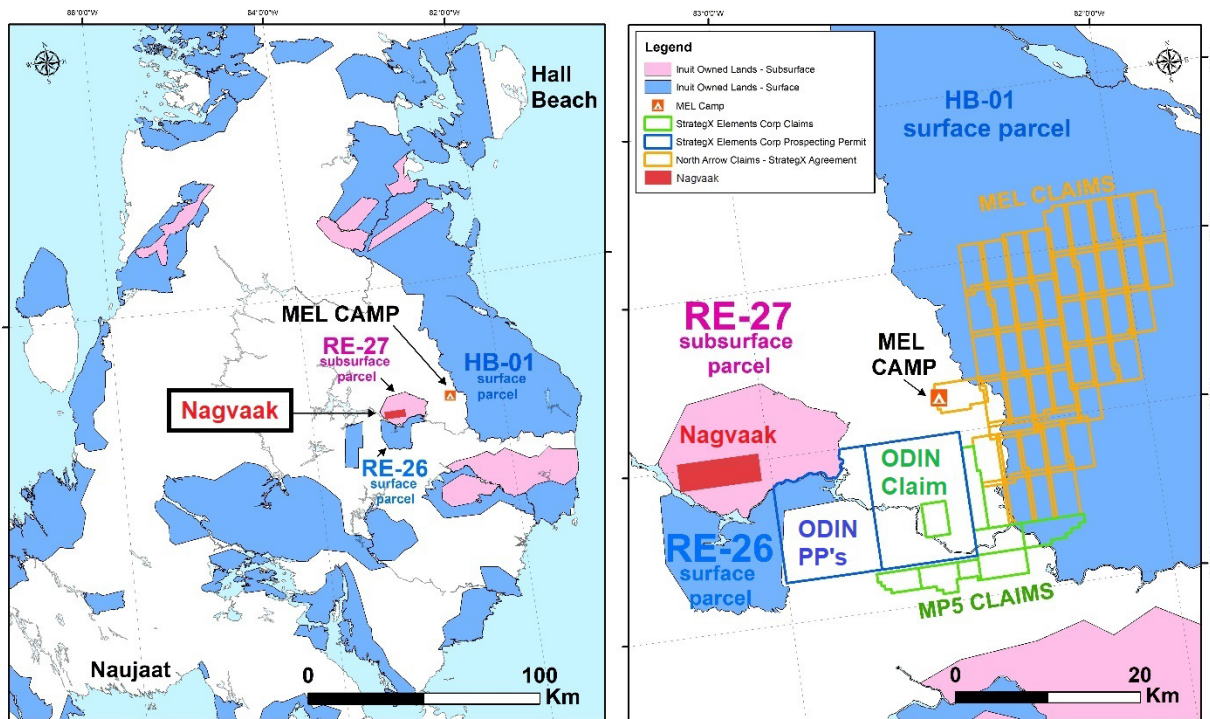 86°0'0"W
84°0'0"W
82°0'0"W
Hall
Beach
MEL CAMP
RE-27
subsurface
parcel
HB-01
surface
parcel
Nagvaak
RE-26
surface
parcel
Naujaat
0
100
Km
83°0'0"W
82°0'0"W
Legend
Inuit Owned Lands - Subsurface
Inuit Owned Lands - Surface
MEL Camp
StrategX Elements Corp Claims
StrategX Elements Corp Prospecting Permit
North Arrow Claims - StrategX Agreement
Nagvaak
HB-01
surface parcel
MEL CLAIMS
RE-27
subsurface
parcel
MEL
CAMP
Nagvaak
ODIN
Claim
RE-26
surface
parcel
ODIN
PP's
MP5 CLAIMS
0
20
Km